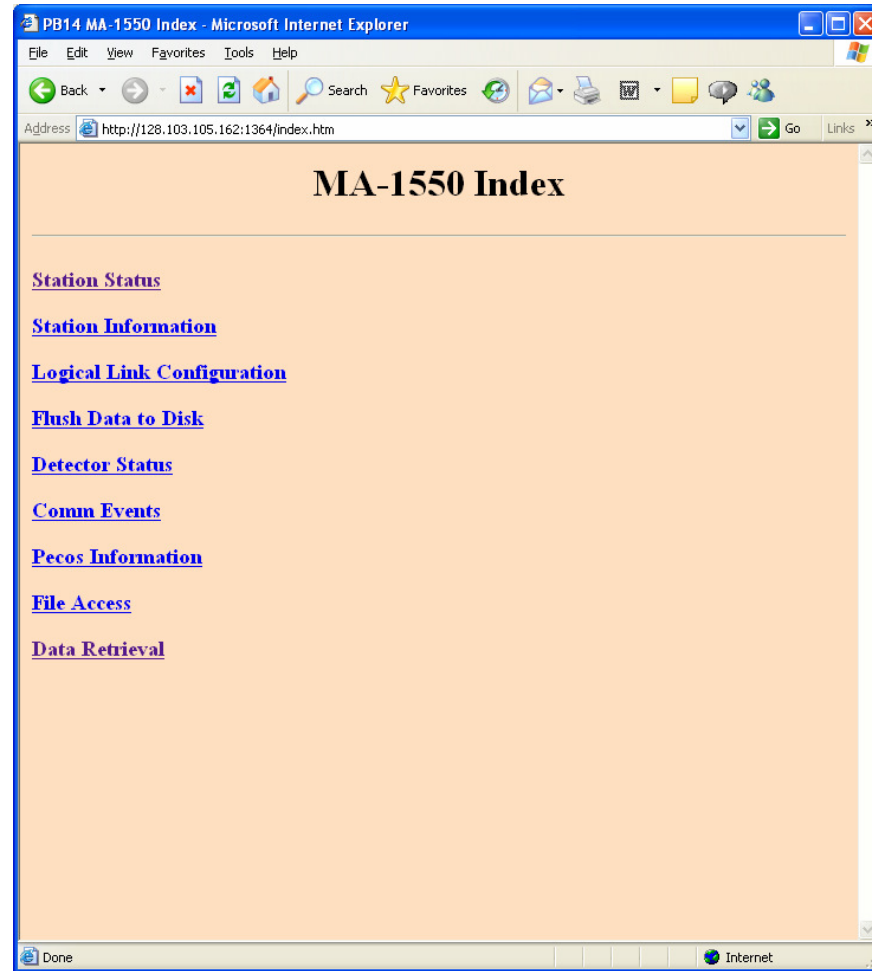 PB14 MA-1550 Index - Microsoft Internet Explorer
File Edit View Favorites Tools Help
Back Search Favorites
Address http://128.103.105.162:1364/index.htm Go Links »
MA-1550 Index
Station Status
Station Information
Logical Link Configuration
Flush Data to Disk
Detector Status
Comm Events
Pecos Information
File Access
Data Retrieval
Done Internet